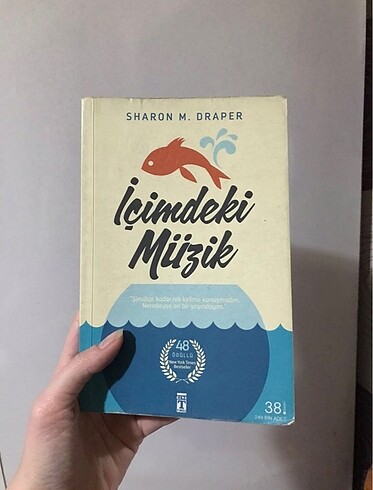 SHARON M. DRAPER
İçimdeki
Müzik
"Şimdiye kadar tek kelime konuşmadım.
Neredeyse on bir yaşındayım."
48
ÖDÜLLÜ
New York Times
Bestseller
38
GENÇ